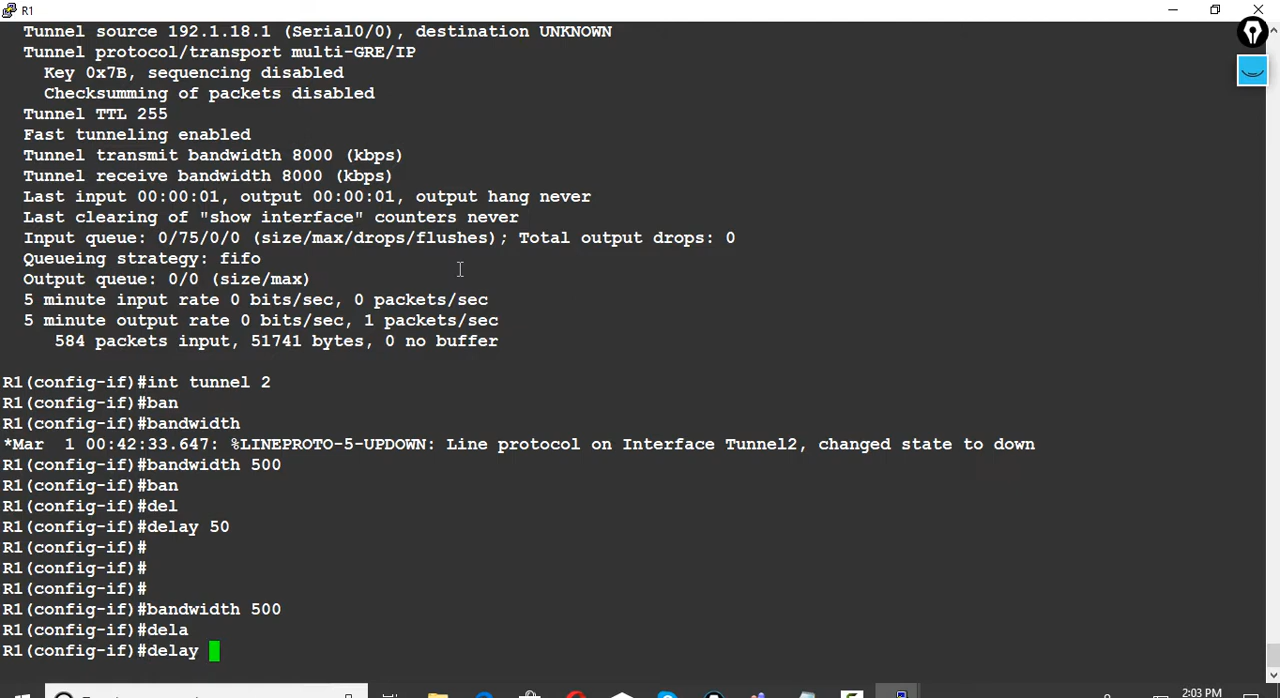 R1
Tunnel source 192.1.18.1 (Serial0/0), destination UNKNOWN
Tunnel protocol/transport multi-GRE/IP
Key 0x7B, sequencing disabled
Checksumming of packets disabled
Tunnel TTL 255
Fast tunneling enabled
Tunnel transmit bandwidth 8000 (kbps)
Tunnel receive bandwidth 8000 (kbps)
Last input 00:00:01, output 00:00:01, output hang never
Last clearing of "show interface" counters never
Input queue: 0/75/0/0 (size/max/drops/flushes); Total output drops: 0
Queueing strategy: fifo
Output queue: 0/0 (size/max)
5 minute input rate 0 bits/sec, 0 packets/sec
5 minute output rate 0 bits/sec, 1 packets/sec
584 packets input, 51741 bytes, 0 no buffer
R1(config-if)#int tunnel 2
R1(config-if)#ban
R1(config-if)#bandwidth
*Mar  1 00:42:33.647: %LINEPROTO-5-UPDOWN: Line protocol on Interface Tunnel2, changed state to down
R1(config-if)#bandwidth 500
R1(config-if)#ban
R1(config-if)#del
R1(config-if)#delay 50
R1(config-if)#
R1(config-if)#
R1(config-if)#
R1(config-if)#bandwidth 500
R1(config-if)#dela
R1(config-if)#delay
2:03 PM